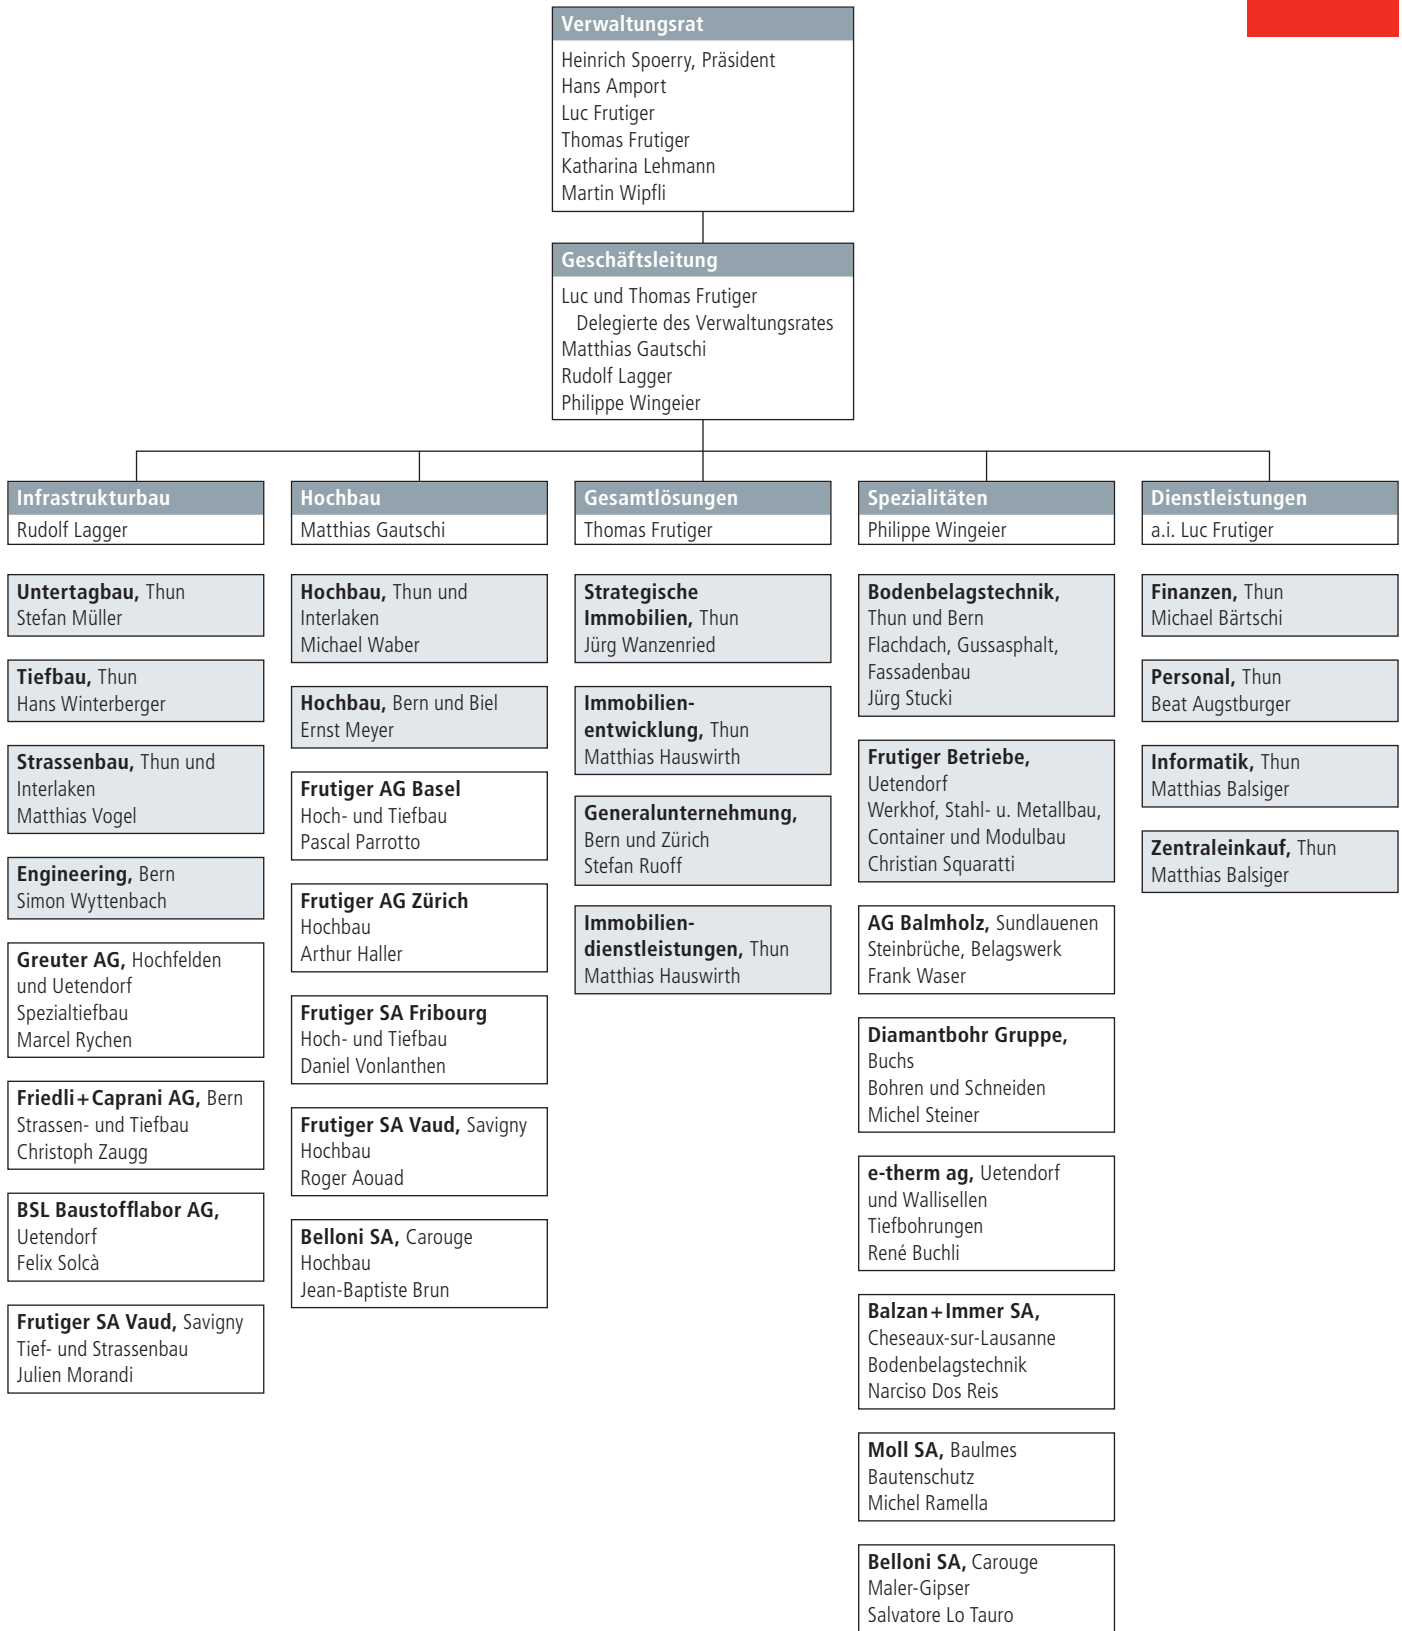 Verwaltungsrat
Heinrich Spoerry, Präsident
Hans Amport
Luc Frutiger
Thomas Frutiger
Katharina Lehmann
Martin Wipfli
Geschäftsleitung
Luc und Thomas Frutiger
Delegierte des Verwaltungsrates
Matthias Gautschi
Rudolf Lagger
Philippe Wingeier
Infrastrukturbau
Rudolf Lagger
Untertagbau, Thun
Stefan Müller
Tiefbau, Thun
Hans Winterberger
Strassenbau, Thun und
Interlaken
Matthias Vogel
Engineering, Bern
Simon Wyttenbach
Greuter AG, Hochfelden
und Uetendorf
Spezialtiefbau
Marcel Rychen
Friedli+Caprani AG, Bern
Strassen- und Tiefbau
Christoph Zaugg
BSL Baustofflabor AG,
Uetendorf
Felix Solcà
Frutiger SA Vaud, Savigny
Tief- und Strassenbau
Julien Morandi
Hochbau
Matthias Gautschi
Hochbau, Thun und
Interlaken
Michael Waber
Hochbau, Bern und Biel
Ernst Meyer
Frutiger AG Basel
Hoch- und Tiefbau
Pascal Parrotto
Frutiger AG Zürich
Hochbau
Arthur Haller
Frutiger SA Fribourg
Hoch- und Tiefbau
Daniel Vonlanthen
Frutiger SA Vaud, Savigny
Hochbau
Roger Aouad
Belloni SA, Carouge
Hochbau
Jean-Baptiste Brun
Gesamtlösungen
Thomas Frutiger
Strategische
Immobilien, Thun
Jürg Wanzenried
Immobilien-
entwicklung, Thun
Matthias Hauswirth
Generalunternehmung,
Bern und Zürich
Stefan Ruoff
Immobilien-
dienstleistungen, Thun
Matthias Hauswirth
Spezialitäten
Philippe Wingeier
Bodenbelagstechnik,
Thun und Bern
Flachdach, Gussasphalt,
Fassadenbau
Jürg Stucki
Frutiger Betriebe,
Uetendorf
Werkhof, Stahl- u. Metallbau,
Container und Modulbau
Christian Squaratti
AG Balmholz, Sundlauenen
Steinbrüche, Belagswerk
Frank Waser
Diamantbohr Gruppe,
Buchs
Bohren und Schneiden
Michel Steiner
e-therm ag, Uetendorf
und Wallisellen
Tiefbohrungen
René Buchli
Balzan+Immer SA,
Cheseaux-sur-Lausanne
Bodenbelagstechnik
Narciso Dos Reis
Moll SA, Baulmes
Bautenschutz
Michel Ramella
Belloni SA, Carouge
Maler-Gipser
Salvatore Lo Tauro
Dienstleistungen
a.i. Luc Frutiger
Finanzen, Thun
Michael Bärtschi
Personal, Thun
Beat Augstburger
Informatik, Thun
Matthias Balsiger
Zentraleinkauf, Thun
Matthias Balsiger